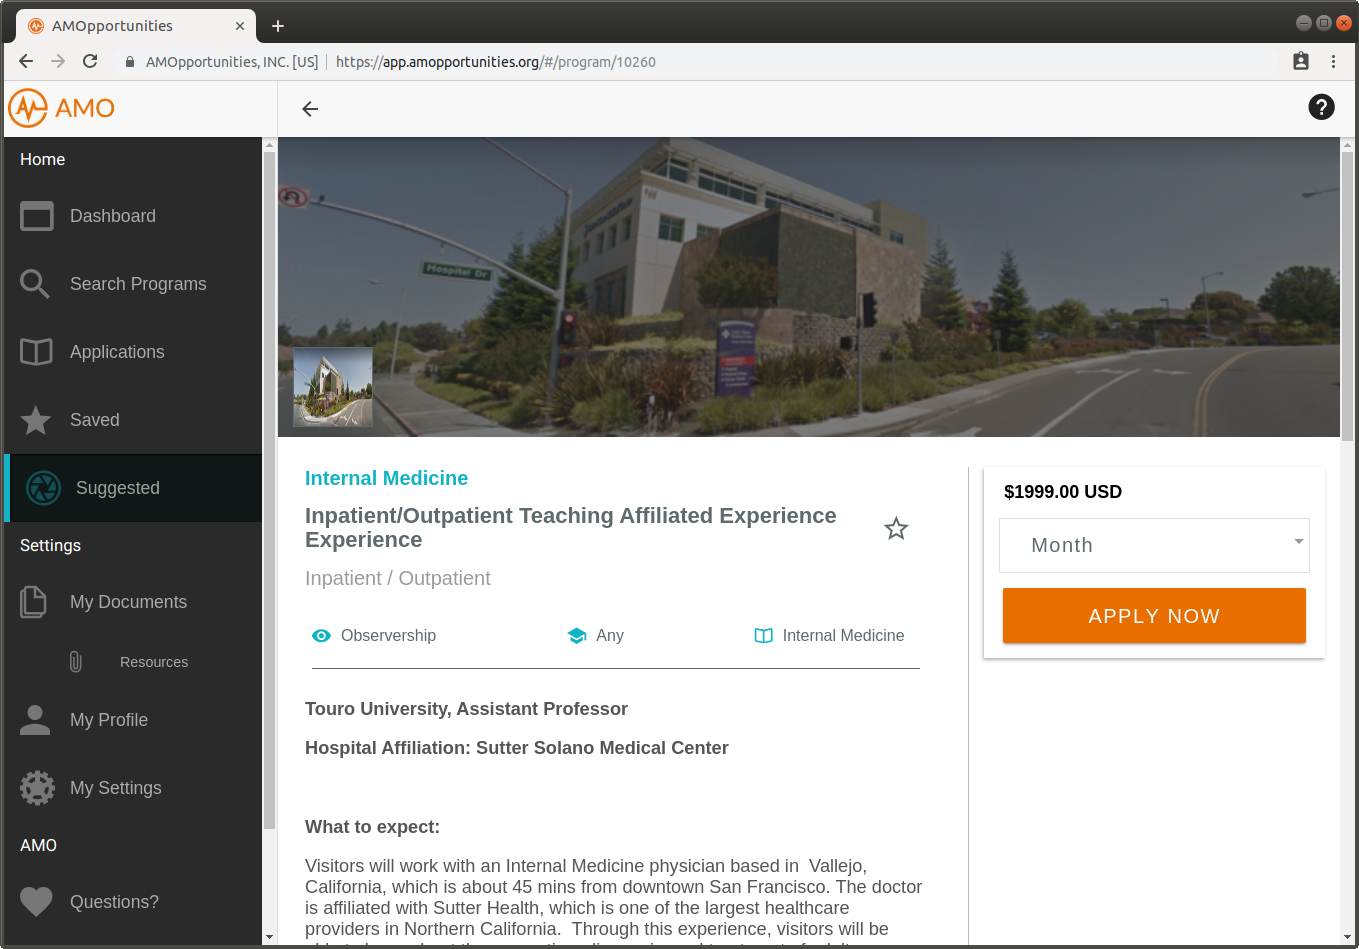 AMOpportunities
AMOpportunities, INC. [US]
https://app.amopportunities.org/#/program/10260
AMO
Home
Dashboard
Search Programs
Applications
Saved
Suggested
Settings
My Documents
Resources
My Profile
My Settings
AMO
Questions?
Hospital Dr
Internal Medicine
Inpatient/Outpatient Teaching Affiliated Experience
Experience
Inpatient / Outpatient
Observership
Any
Internal Medicine
Touro University, Assistant Professor
Hospital Affiliation: Sutter Solano Medical Center
What to expect:
Visitors will work with an Internal Medicine physician based in  Vallejo,
California, which is about 45 mins from downtown San Francisco. The doctor
is affiliated with Sutter Health, which is one of the largest healthcare
providers in Northern California.  Through this experience, visitors will be
$1999.00 USD
Month
APPLY NOW